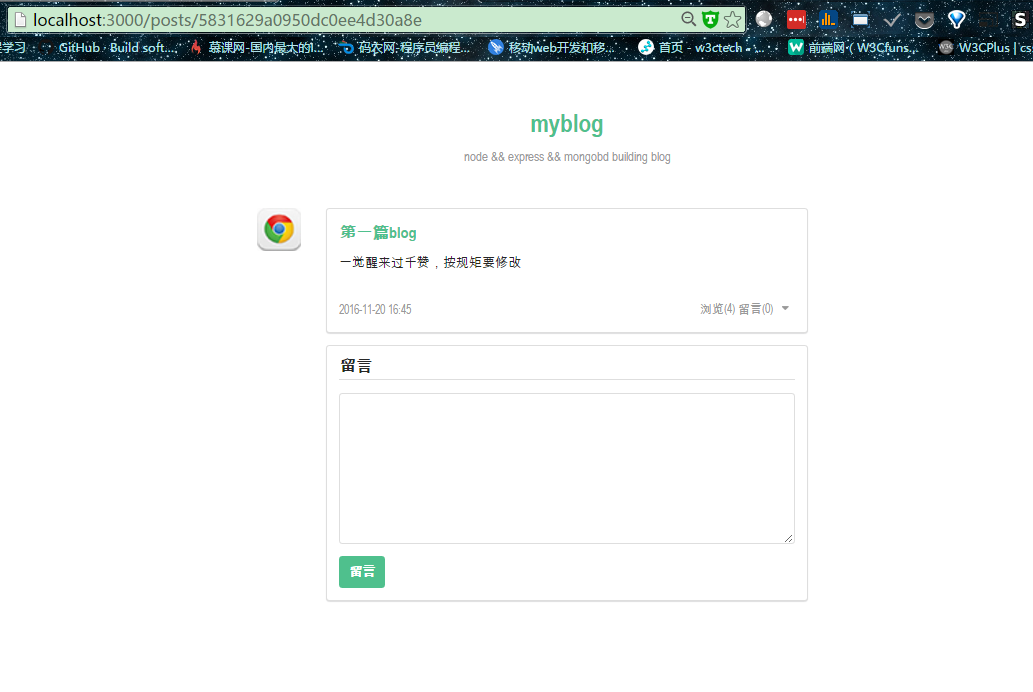 localhost:3000/posts/5831629a0950dc0ee4d30a8e
程学习 GitHub · Build soft... 慕课网-国内最大的I... 码农网-程序员编程... 移动web开发和移... 首页 - w3ctech - ... 前端网 ( W3Cfuns... W3CPlus | cs
myblog
node && express && mongobd building blog
第一篇blog
一觉醒来过千赞，按规矩要修改
2016-11-20 16:45 浏览(4) 留言(0)
留言
留言